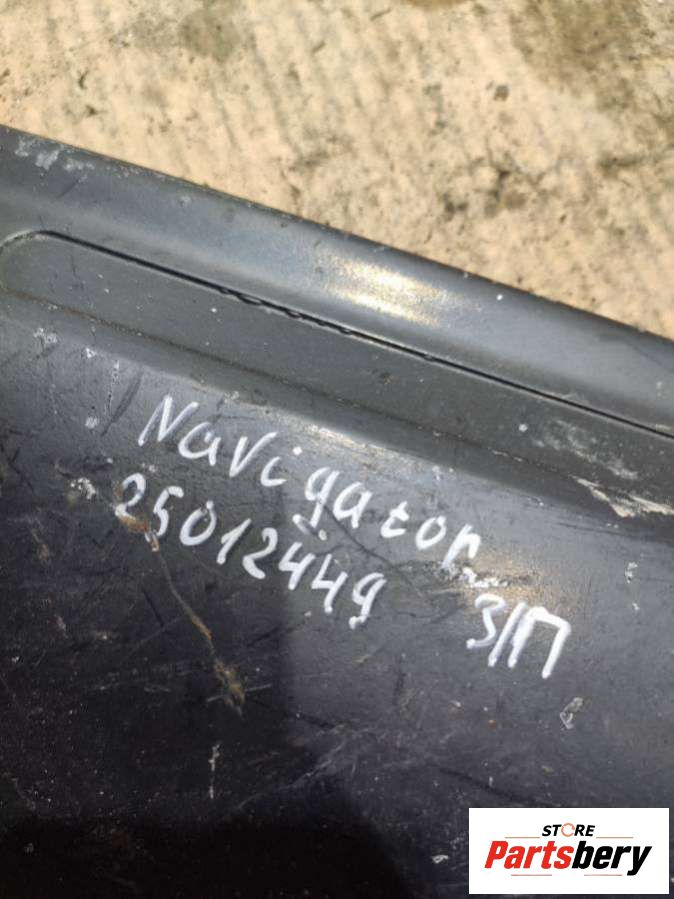 Navigator
25012449 З/П
STORE
Partsbery